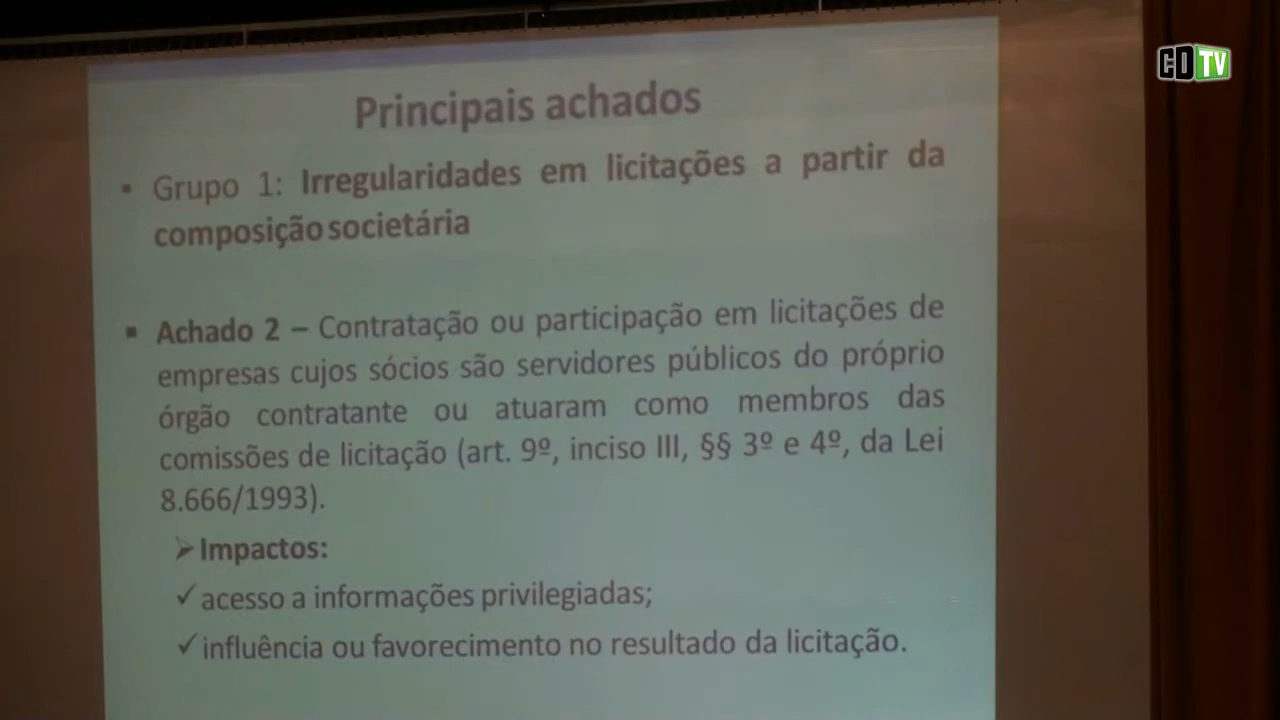 CDTV
Principais achados
• Grupo 1: Irregularidades em licitações a partir da
composição societária
▪ Achado 2 – Contratação ou participação em licitações de
empresas cujos sócios são servidores públicos do próprio
órgão contratante ou atuaram como membros das
comissões de licitação (art. 9º, inciso III, §§ 3º e 4º, da Lei
8.666/1993).
➢ Impactos:
✓ acesso a informações privilegiadas;
✓ influência ou favorecimento no resultado da licitação.